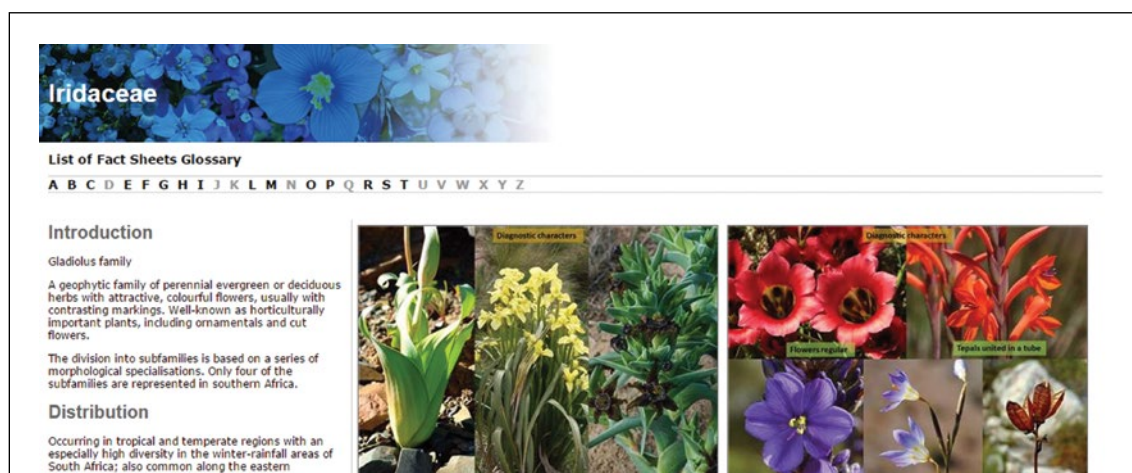 Iridaceae
List of Fact Sheets Glossary
A B C D E F G H I J K L M N O P Q R S T U V W X Y Z
Introduction
Gladiolus family
A geophytic family of perennial evergreen or deciduous
herbs with attractive, colourful flowers, usually with
contrasting markings. Well-known as horticulturally
important plants, including ornamentals and cut
flowers.
The division into subfamilies is based on a series of
morphological specialisations. Only four of the
subfamilies are represented in southern Africa.
Distribution
Occurring in tropical and temperate regions with an
especially high diversity in the winter-rainfall areas of
South Africa; also common along the eastern
Diagnostic characters
Diagnostic characters
Flowers regular
Tepals united in a tube